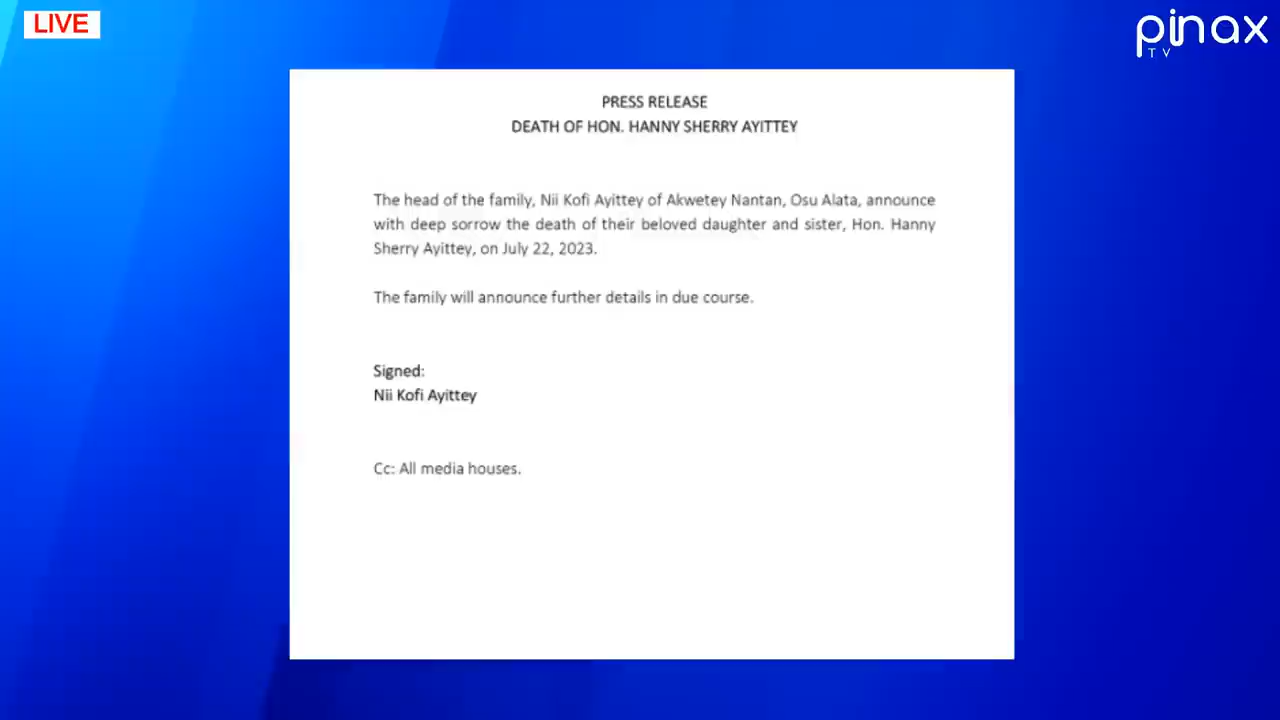 LIVE
pinax
TV
PRESS RELEASE
DEATH OF HON. HANNY SHERRY AYITTEY
The head of the family, Nii Kofi Ayittey of Akwetey Nantan, Osu Alata, announce
with deep sorrow the death of their beloved daughter and sister, Hon. Hanny
Sherry Ayittey, on July 22, 2023.
The family will announce further details in due course.
Signed:
Nii Kofi Ayittey
Cc: All media houses.